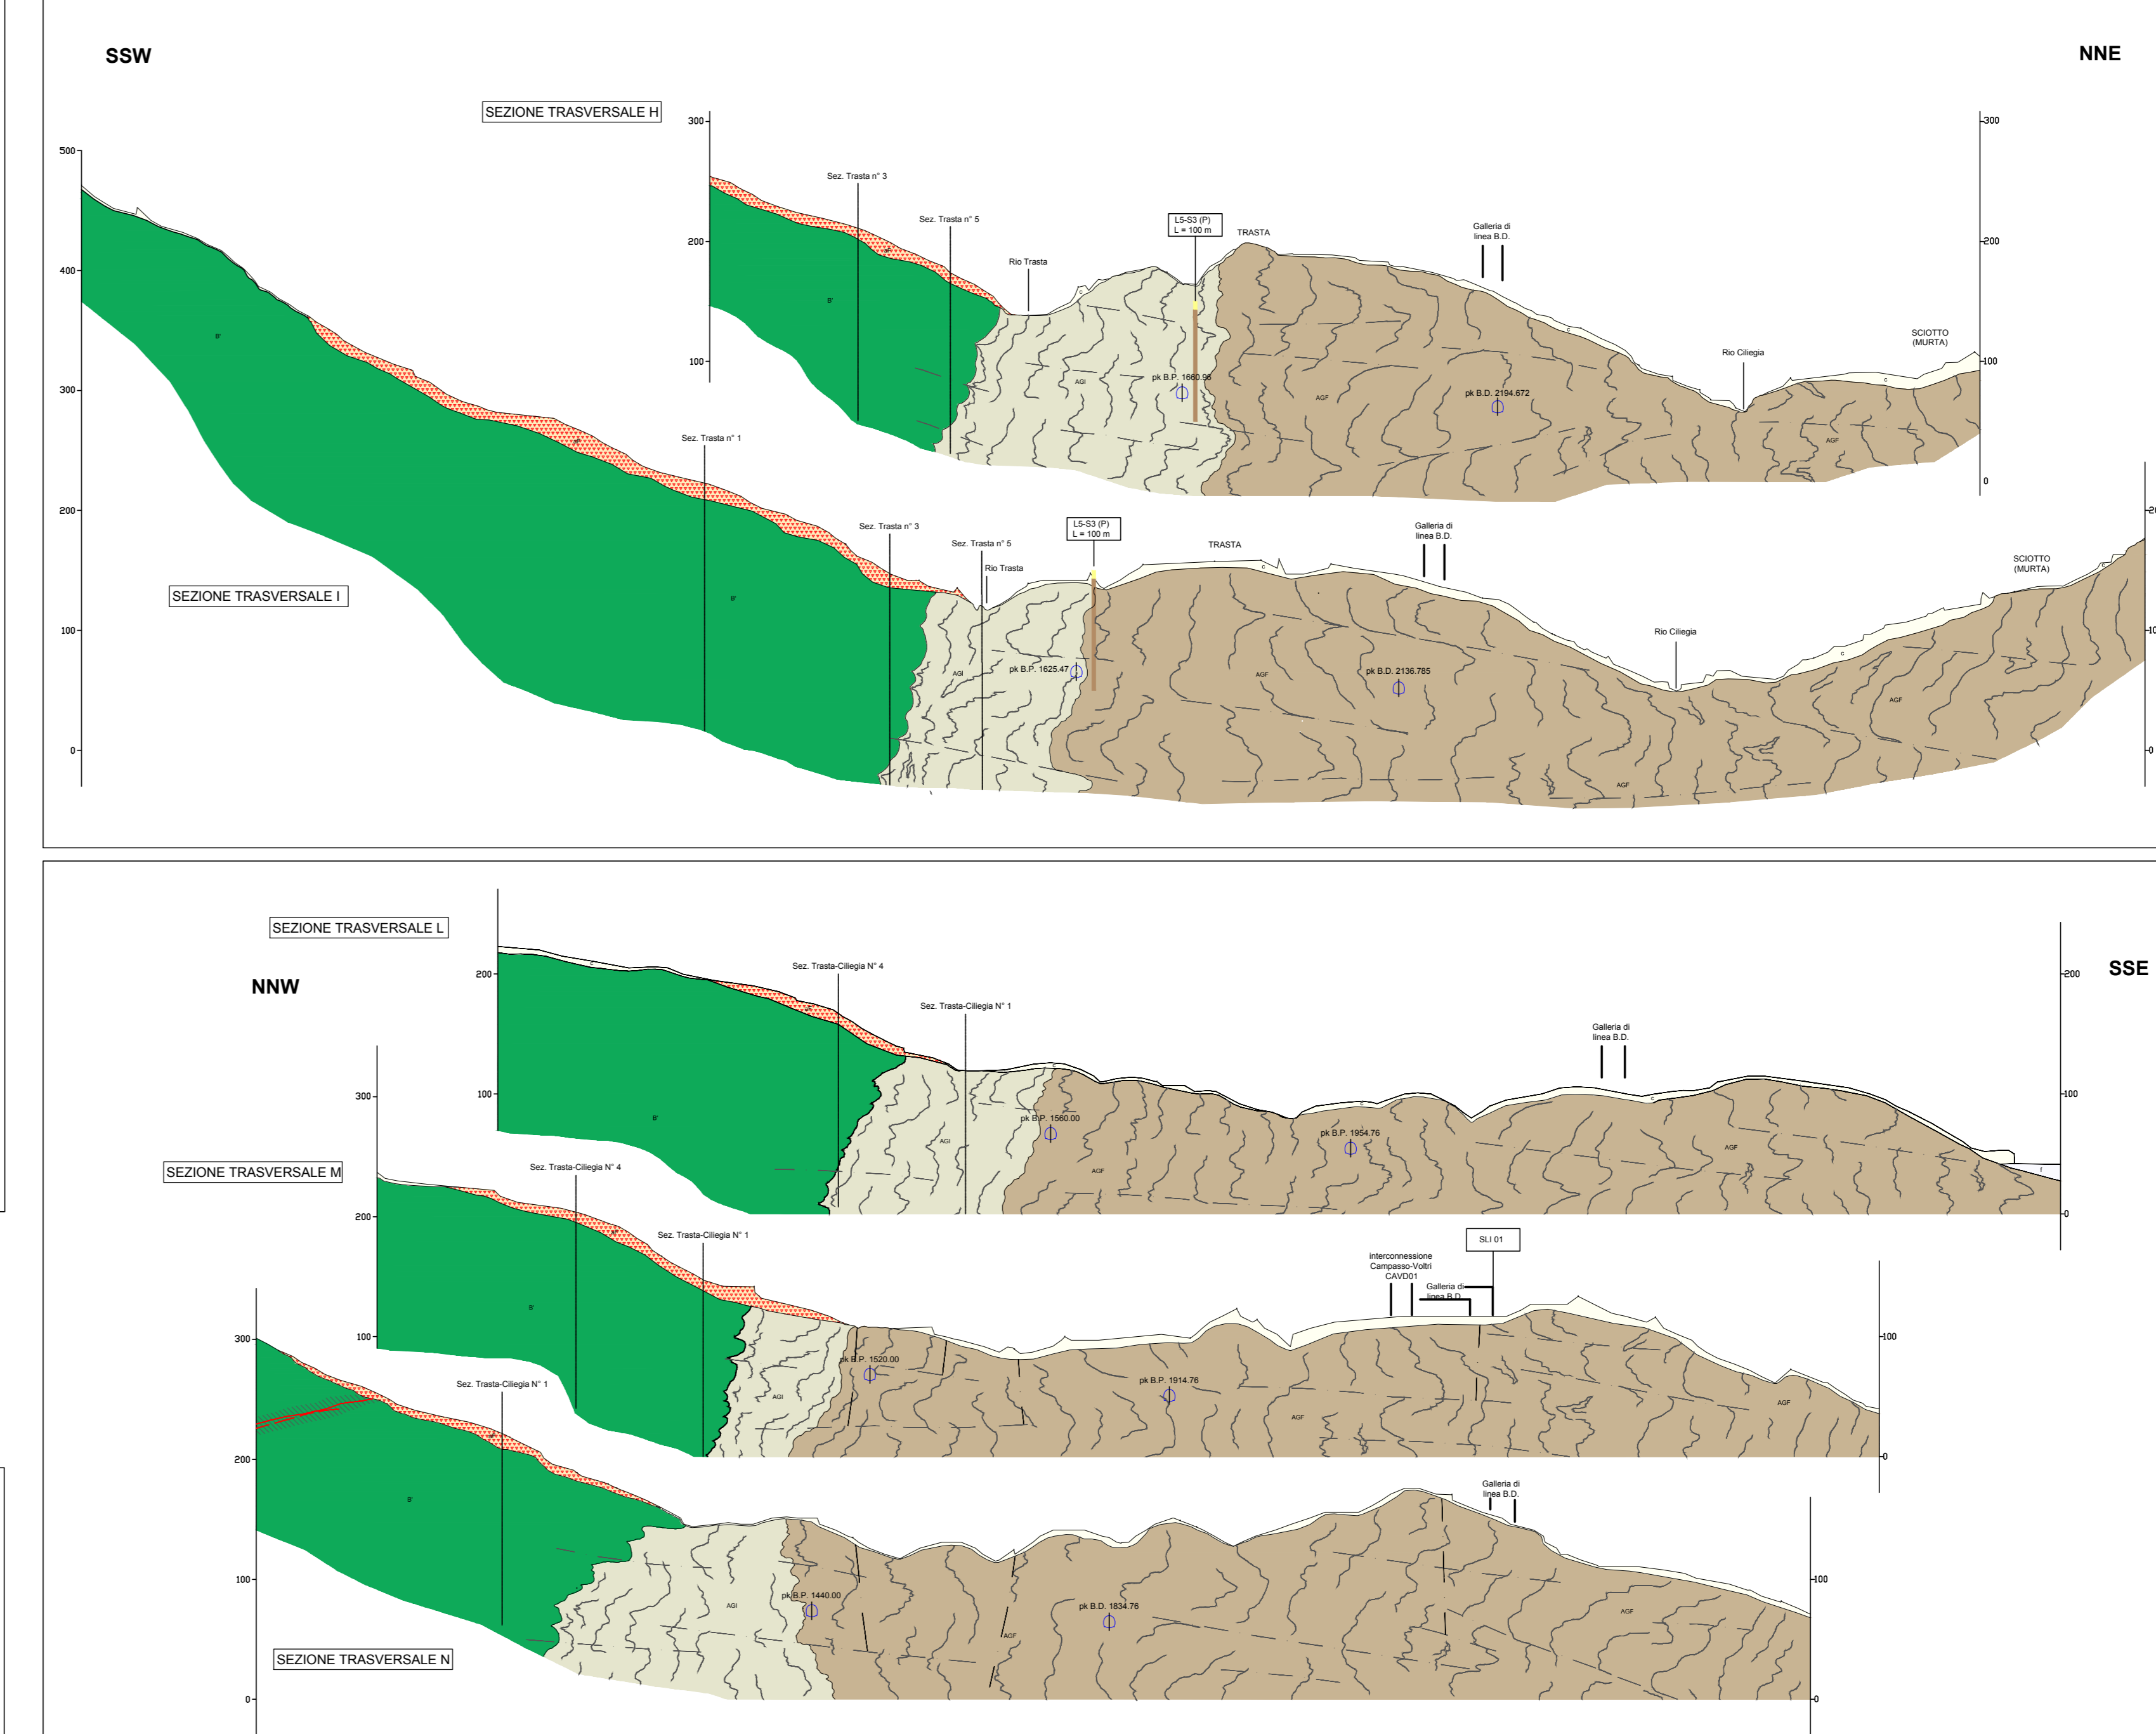 SSW
NNE
SEZIONE TRASVERSALE H
300
200
100
300
200
100
0
Sez. Trasta n° 3
Sez. Trasta n° 5
Rio Trasta
L5-S3 (P)
L = 100 m
TRASTA
Galleria di
linea B.D.
Rio Ciliegia
SCIOTTO
(MURTA)
B'
c
AGI
pk B.P. 1660.96
AGF
pk B.D. 2194.672
c
c
AGF
SEZIONE TRASVERSALE I
500
400
300
200
100
0
0
B'
Sez. Trasta n° 1
Sez. Trasta n° 3
Sez. Trasta n° 5
Rio Trasta
L5-S3 (P)
L = 100 m
TRASTA
Galleria di
linea B.D.
Rio Ciliegia
SCIOTTO
(MURTA)
c
c
c
B'
AGI
pk B.P. 1625.47
AGF
pk B.D. 2136.785
AGF
AGF
SEZIONE TRASVERSALE L
NNW
SSE
200
100
200
100
0
Sez. Trasta-Ciliegia N° 4
Sez. Trasta-Ciliegia N° 1
Galleria di
linea B.D.
c
B'
AGI
pk B.P. 1560.00
AGF
c
pk B.P. 1954.76
c
AGF
f
SEZIONE TRASVERSALE M
300
200
100
100
0
Sez. Trasta-Ciliegia N° 4
Sez. Trasta-Ciliegia N° 1
interconnessione
Campasso-Voltri
CAVD01
Galleria di
linea B.D.
SLI 01
B'
AGI
pk B.P. 1520.00
pk B.P. 1914.76
AGF
AGF
SEZIONE TRASVERSALE N
300
200
100
0
100
0
Sez. Trasta-Ciliegia N° 1
Galleria di
linea B.D.
B'
AGI
pk B.P. 1440.00
AGF
pk B.D. 1834.76
AGF